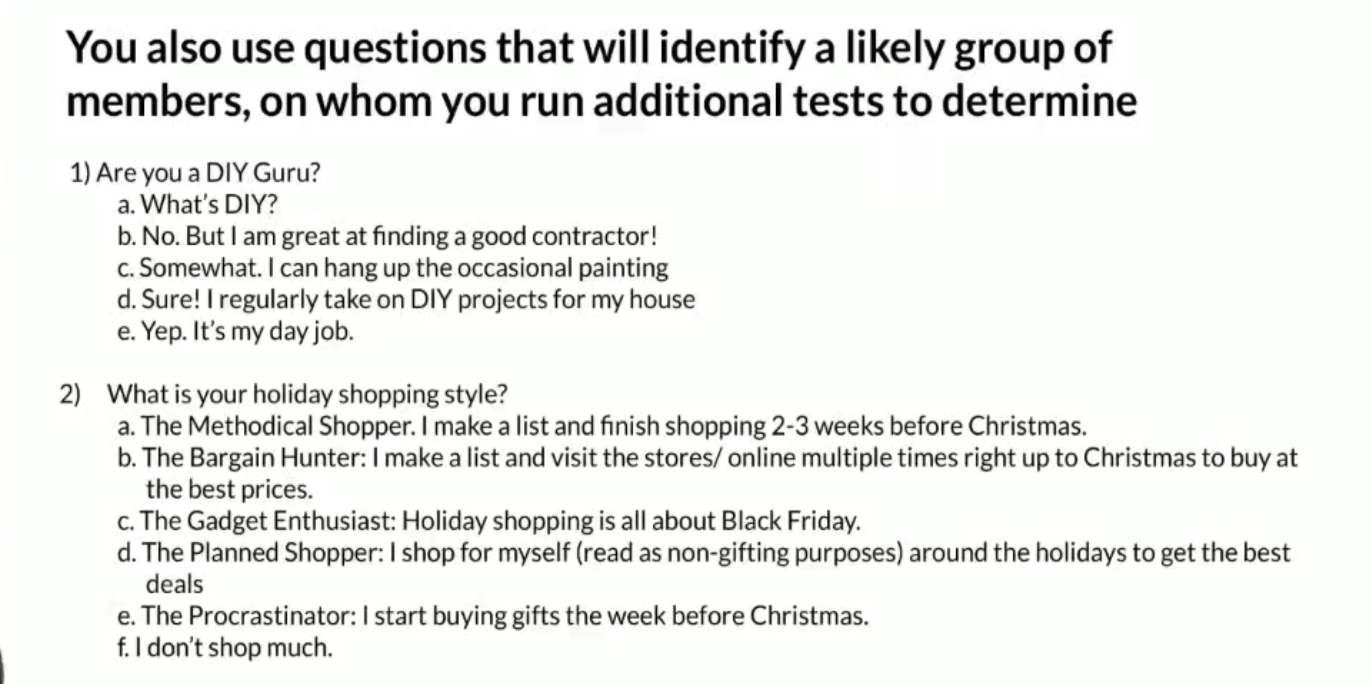 You also use questions that will identify a likely group of
members, on whom you run additional tests to determine
1) Are you a DIY Guru?
a. What's DIY?
b. No. But I am great at finding a good contractor!
c. Somewhat. I can hang up the occasional painting
d. Sure! I regularly take on DIY projects for my house
e. Yep. It's my day job.
2) What is your holiday shopping style?
a. The Methodical Shopper. I make a list and finish shopping 2-3 weeks before Christmas.
b. The Bargain Hunter: I make a list and visit the stores/ online multiple times right up to Christmas to buy at
the best prices.
c. The Gadget Enthusiast: Holiday shopping is all about Black Friday.
d. The Planned Shopper: I shop for myself (read as non-gifting purposes) around the holidays to get the best
deals
e. The Procrastinator: I start buying gifts the week before Christmas.
f. I don't shop much.